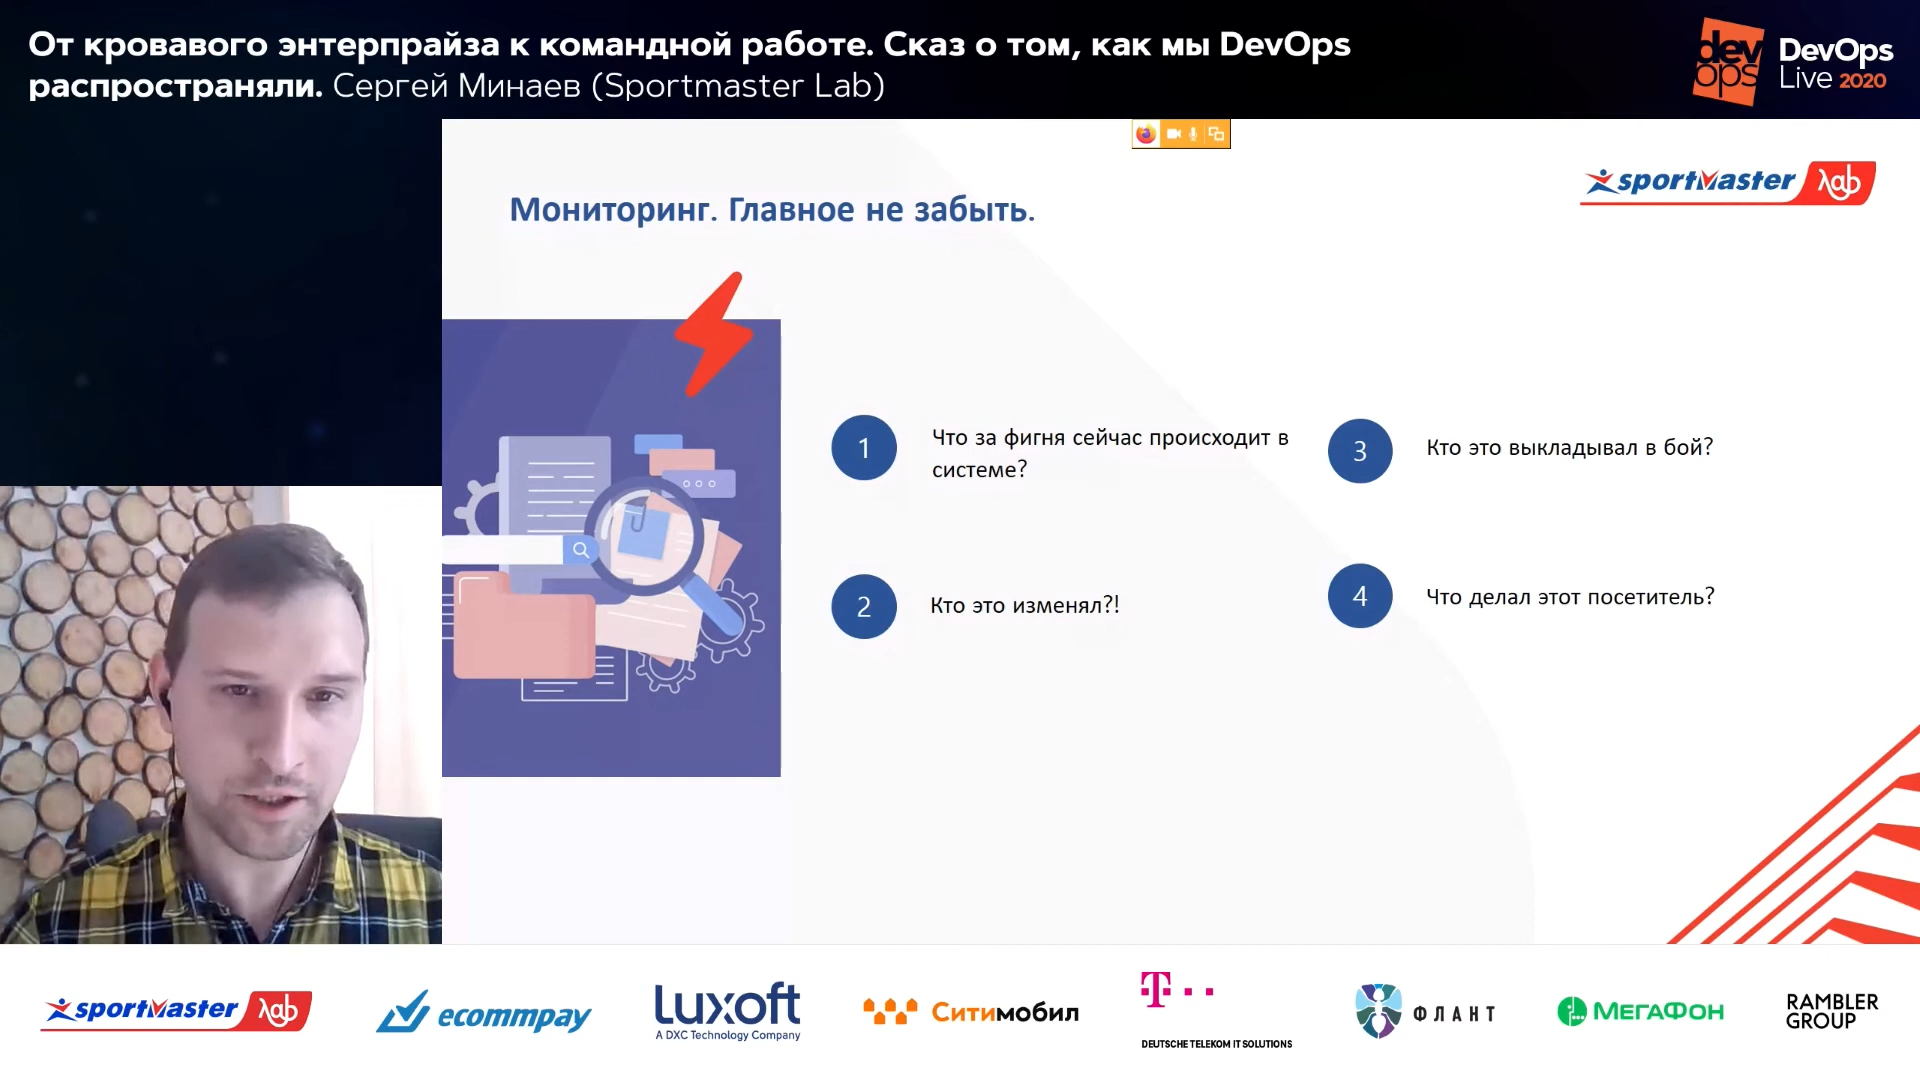 От кровавого энтерпрайза к командной работе. Сказ о том, как мы DevOps
распространяли. Сергей Минаев (Sportmaster Lab)
dev
ops
DevOps
Live 2020
sportmaster lab
Мониторинг. Главное не забыть.
1
Что за фигня сейчас происходит в
системе?
2
Кто это изменял?!
3
Кто это выкладывал в бой?
4
Что делал этот посетитель?
sportmaster lab
ecommpay
luxoft
A DXC Technology Company
Ситимобил
T
DEUTSCHE TELEKOM IT SOLUTIONS
ФЛАНТ
МЕГАФОН
RAMBLER
GROUP